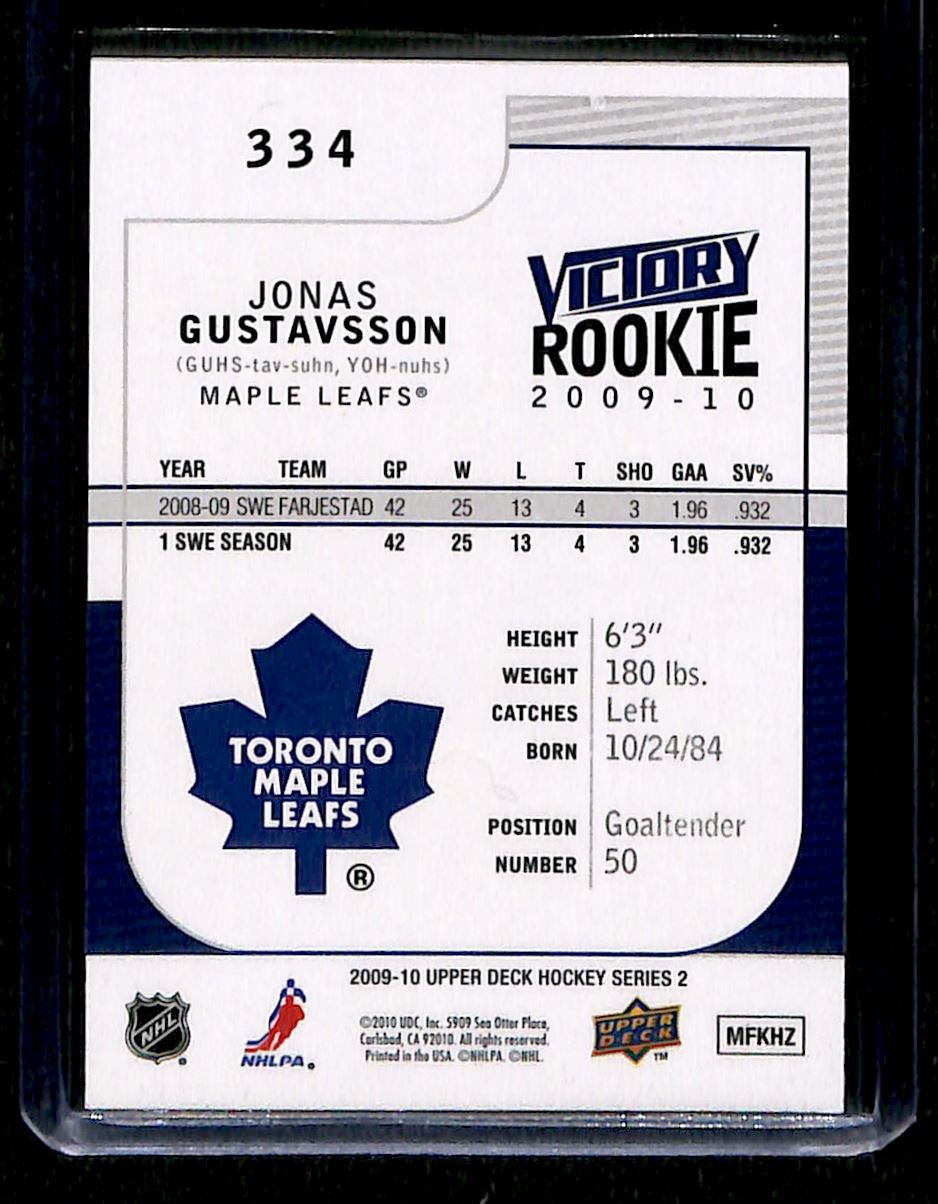 334
VICTORY
ROOKIE
2009-10
JONAS
GUSTAVSSON
(GUHS-tav-suhn, YOH-nuhs)
MAPLE LEAFS®
YEAR TEAM GP W L T SHO GAA SV%
2008-09 SWE FARJESTAD 42 25 13 4 3 1.96 .932
1 SWE SEASON 42 25 13 4 3 1.96 .932
TORONTO
MAPLE
LEAFS
®
HEIGHT 6'3"
WEIGHT 180 lbs.
CATCHES Left
BORN 10/24/84
POSITION Goaltender
NUMBER 50
2009-10 UPPER DECK HOCKEY SERIES 2
NHL
NHLPA
©2010 UDC, Inc. 5909 Sea Otter Place,
Carlsbad, CA 92010. All rights reserved.
Printed in the USA. ©NHLPA. ©NHL.
UPPER
DECK
TM
MFKHZ